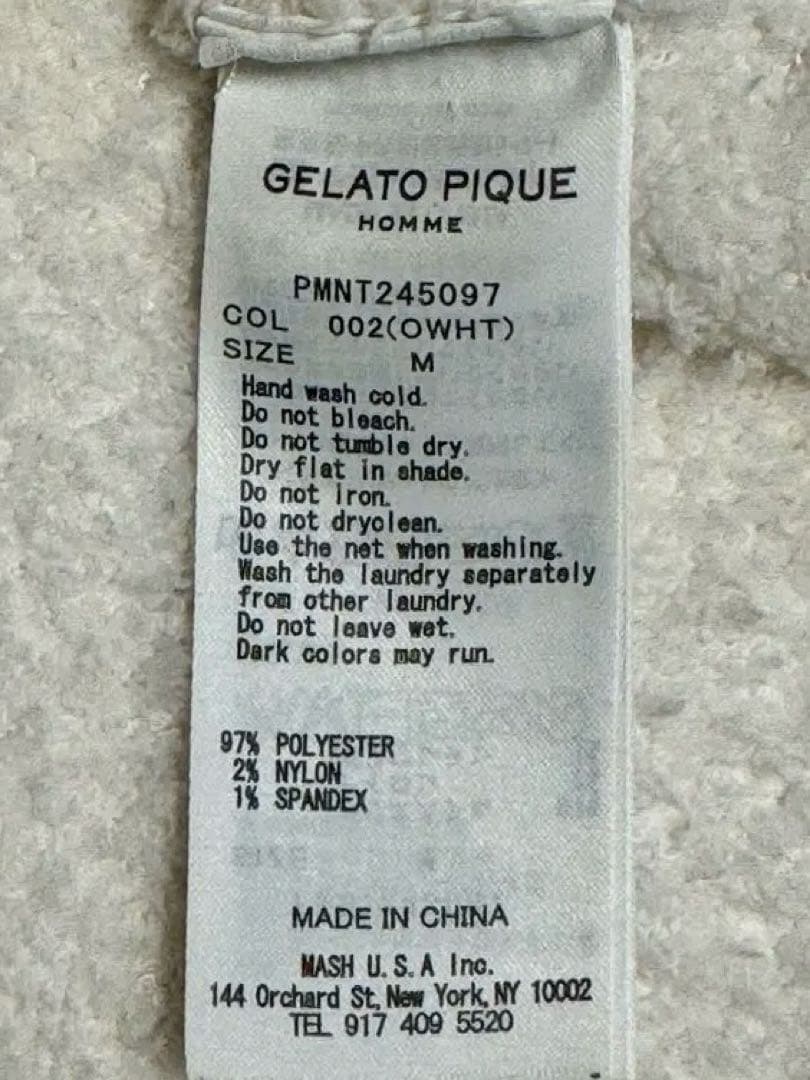 GELATO PIQUE
HOMME
PMNT245097
COL 002(OWHT)
SIZE M
Hand wash cold.
Do not bleach.
Do not tumble dry.
Dry flat in shade.
Do not iron.
Do not dryclean.
Use the net when washing.
Wash the laundry separately
from other laundry.
Do not leave wet.
Dark colors may run.
97% POLYESTER
2% NYLON
1% SPANDEX
MADE IN CHINA
MASH U.S.A Inc.
144 Orchard St, New York, NY 10002
TEL 917 409 5520